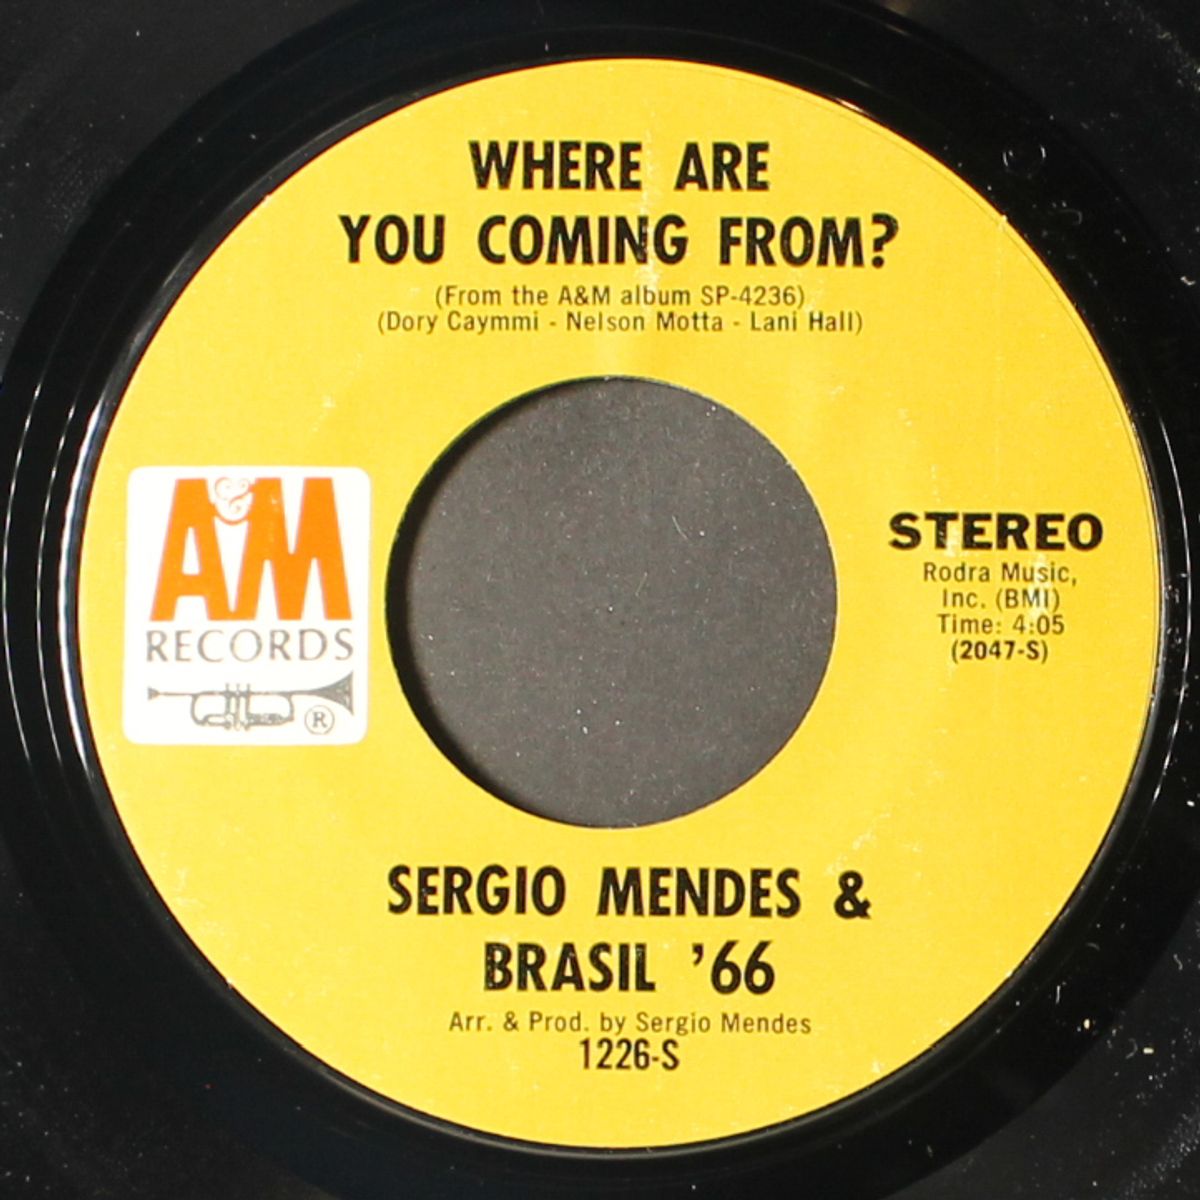 WHERE ARE
YOU COMING FROM?
(From the A&M album SP-4236)
(Dory Caymmi - Nelson Motta - Lani Hall)
A&M
RECORDS
®
STEREO
Rodra Music,
Inc. (BMI)
Time: 4:05
(2047-S)
SERGIO MENDES &
BRASIL '66
Arr. & Prod. by Sergio Mendes
1226-S